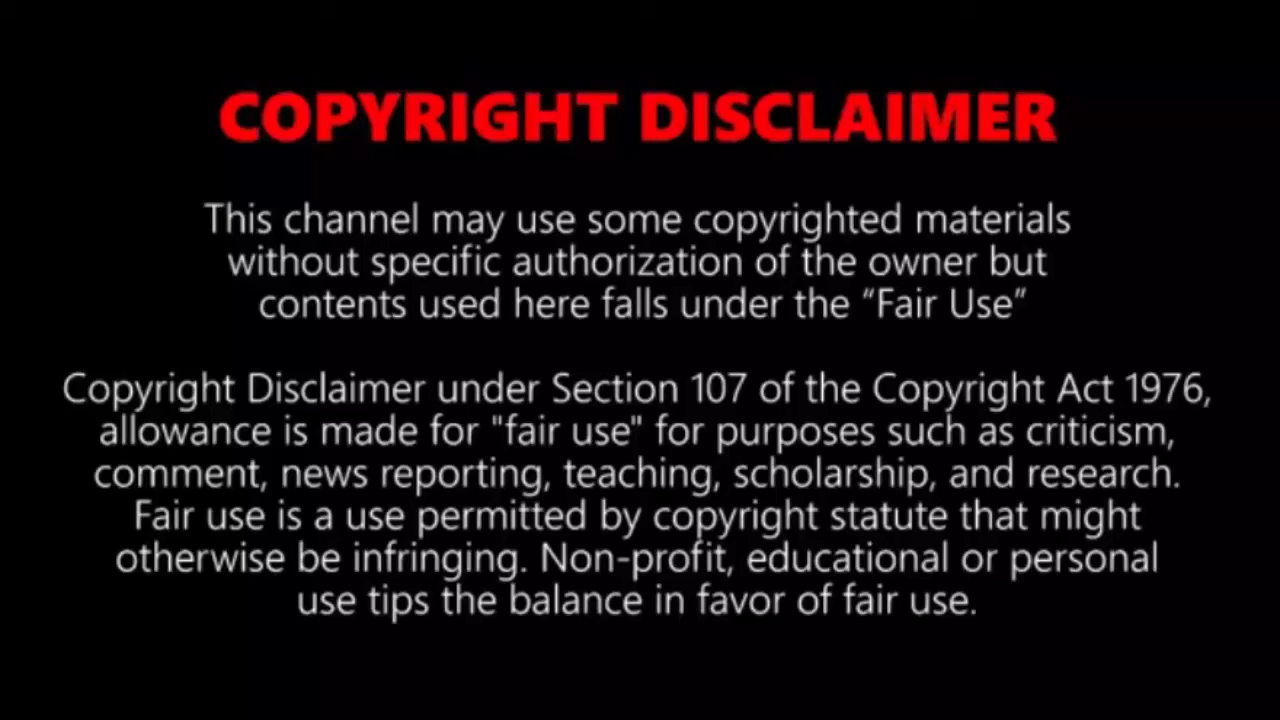 COPYRIGHT DISCLAIMER
This channel may use some copyrighted materials
without specific authorization of the owner but
contents used here falls under the “Fair Use”
Copyright Disclaimer under Section 107 of the Copyright Act 1976,
allowance is made for "fair use" for purposes such as criticism,
comment, news reporting, teaching, scholarship, and research.
Fair use is a use permitted by copyright statute that might
otherwise be infringing. Non-profit, educational or personal
use tips the balance in favor of fair use.